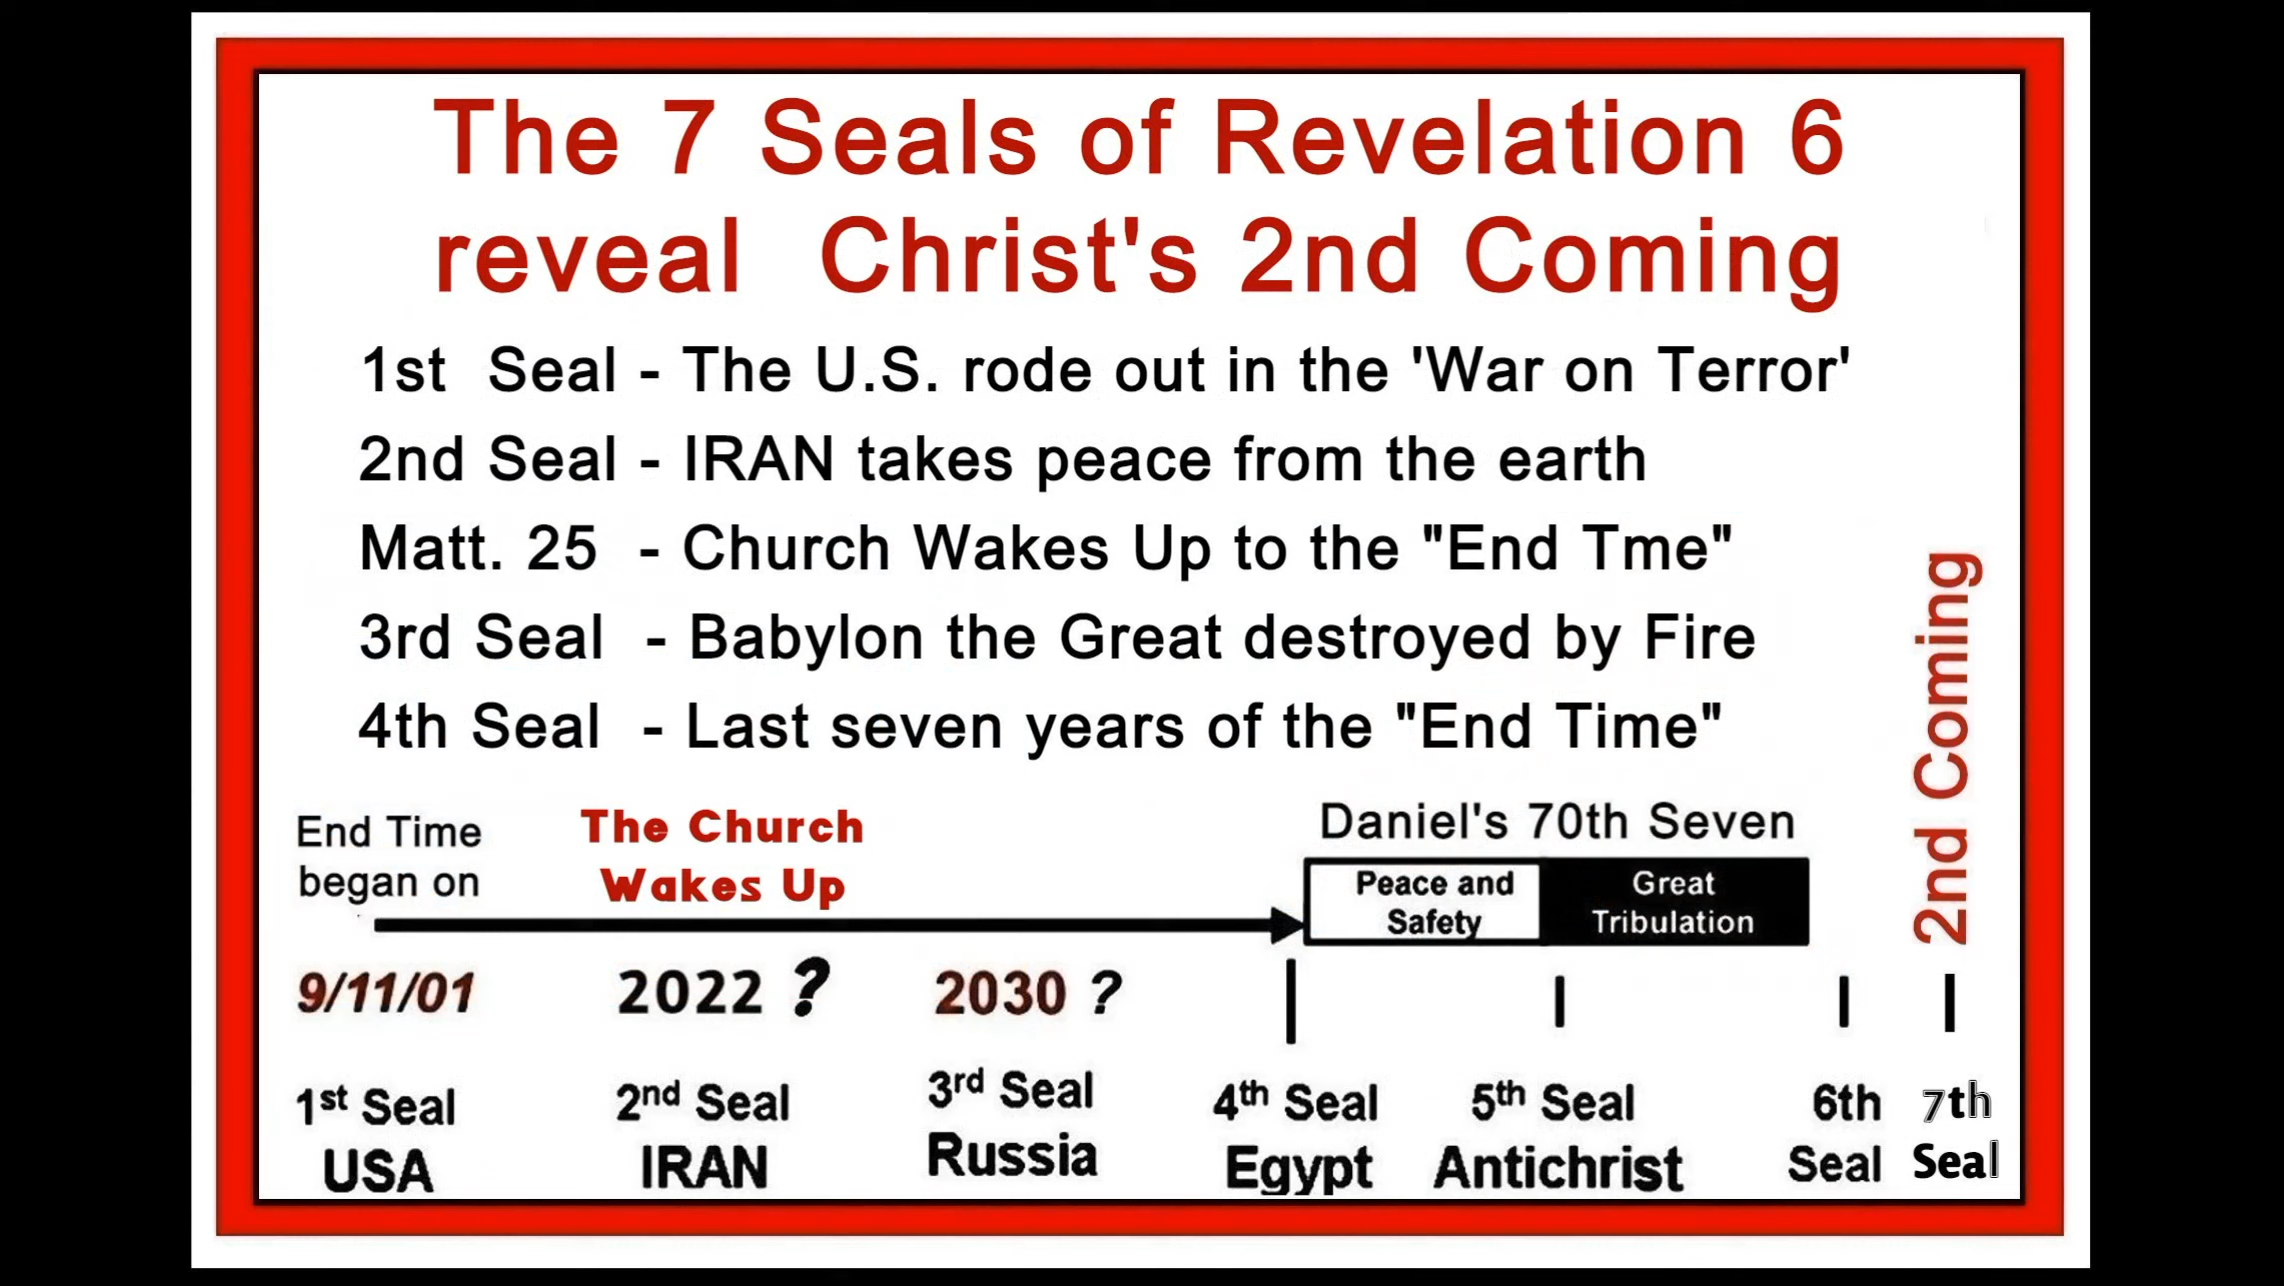 The 7 Seals of Revelation 6
reveal Christ's 2nd Coming
1st Seal - The U.S. rode out in the 'War on Terror'
2nd Seal - IRAN takes peace from the earth
Matt. 25 - Church Wakes Up to the "End Tme"
3rd Seal - Babylon the Great destroyed by Fire
4th Seal - Last seven years of the "End Time"
2nd Coming
End Time
began on
The Church
Wakes Up
Daniel's 70th Seven
Peace and
Safety
Great
Tribulation
9/11/01
2022 ?
2030 ?
1st Seal
USA
2nd Seal
IRAN
3rd Seal
Russia
4th Seal
Egypt
5th Seal
Antichrist
6th
Seal
7th
Seal